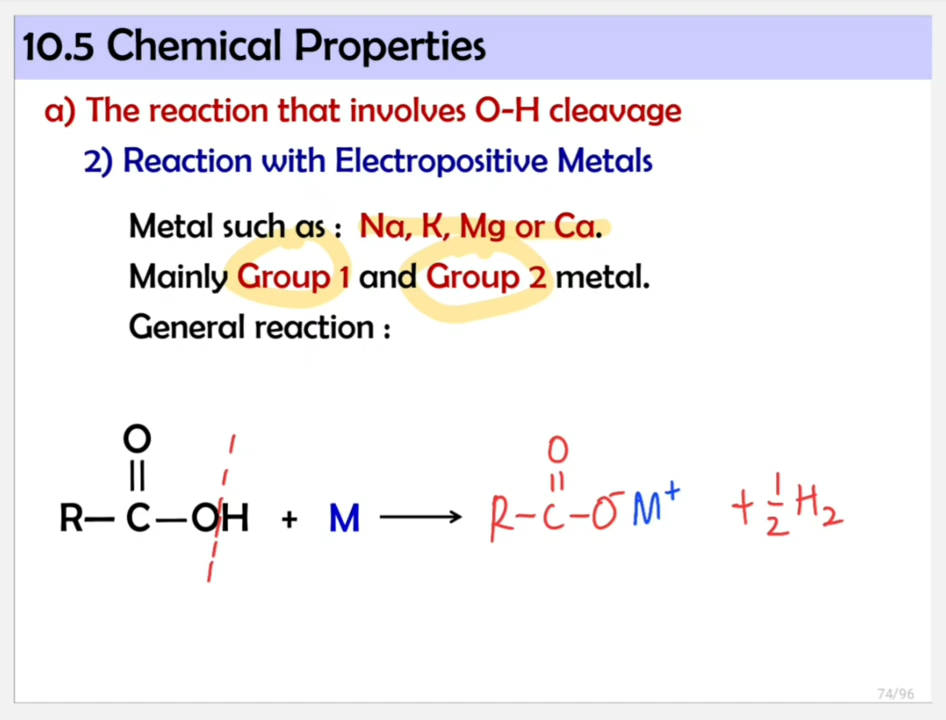 10.5 Chemical Properties
a) The reaction that involves O-H cleavage
2) Reaction with Electropositive Metals
Metal such as : Na, K, Mg or Ca.
Mainly Group 1 and Group 2 metal.
General reaction :
O O
|| ||
R— C —OH + M ⟶ R-C-O⁻M⁺ + ½H₂
74/96